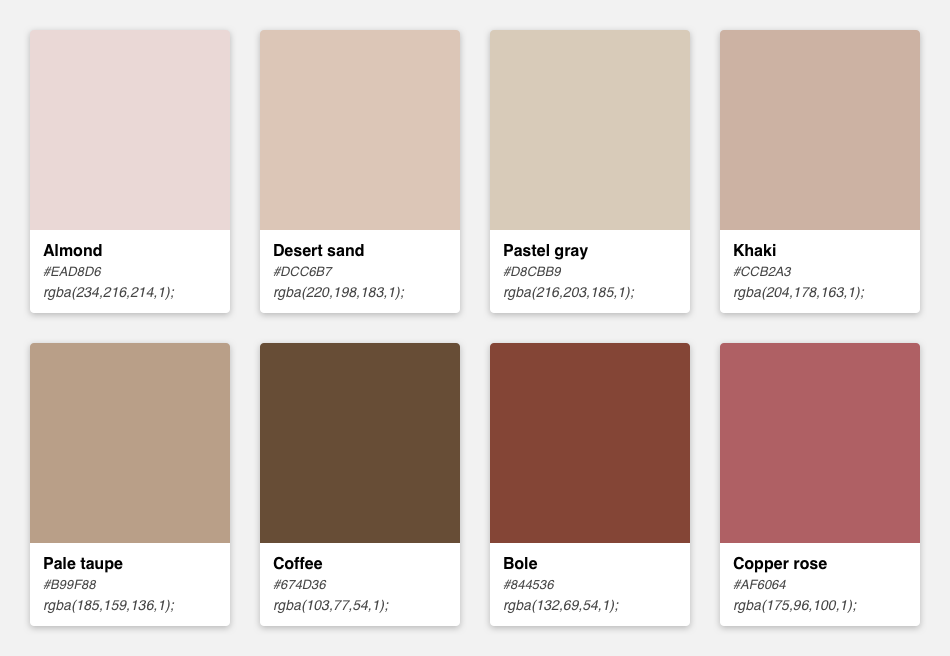 Almond
#EAD8D6
rgba(234,216,214,1);
Desert sand
#DCC6B7
rgba(220,198,183,1);
Pastel gray
#D8CBB9
rgba(216,203,185,1);
Khaki
#CCB2A3
rgba(204,178,163,1);
Pale taupe
#B99F88
rgba(185,159,136,1);
Coffee
#674D36
rgba(103,77,54,1);
Bole
#844536
rgba(132,69,54,1);
Copper rose
#AF6064
rgba(175,96,100,1);